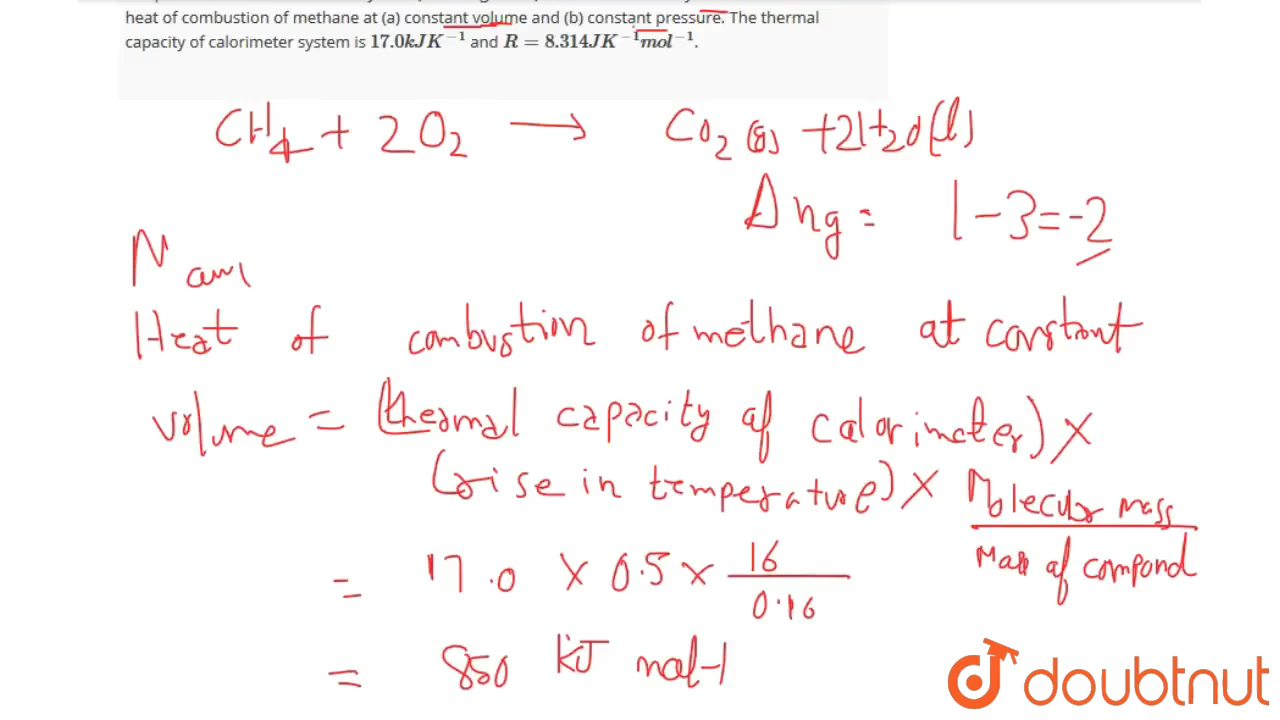 heat of combustion of methane at (a) constant volume and (b) constant pressure. The thermal
capacity of calorimeter system is 17.0kJK⁻¹ and R = 8.314JK⁻¹mol⁻¹.
CH4 + 2O2 → CO2 (g) + 2H2O(l)
Δng = 1-3=-2
Heat of combustion of methane at constant
volume = (thermal capacity of calorimeter) ×
(rise in temperature) × Molecular mass
Mass of compond
= 17.0 × 0.5 × 16
0.16
= 850 kJ mol-1
doubtnut